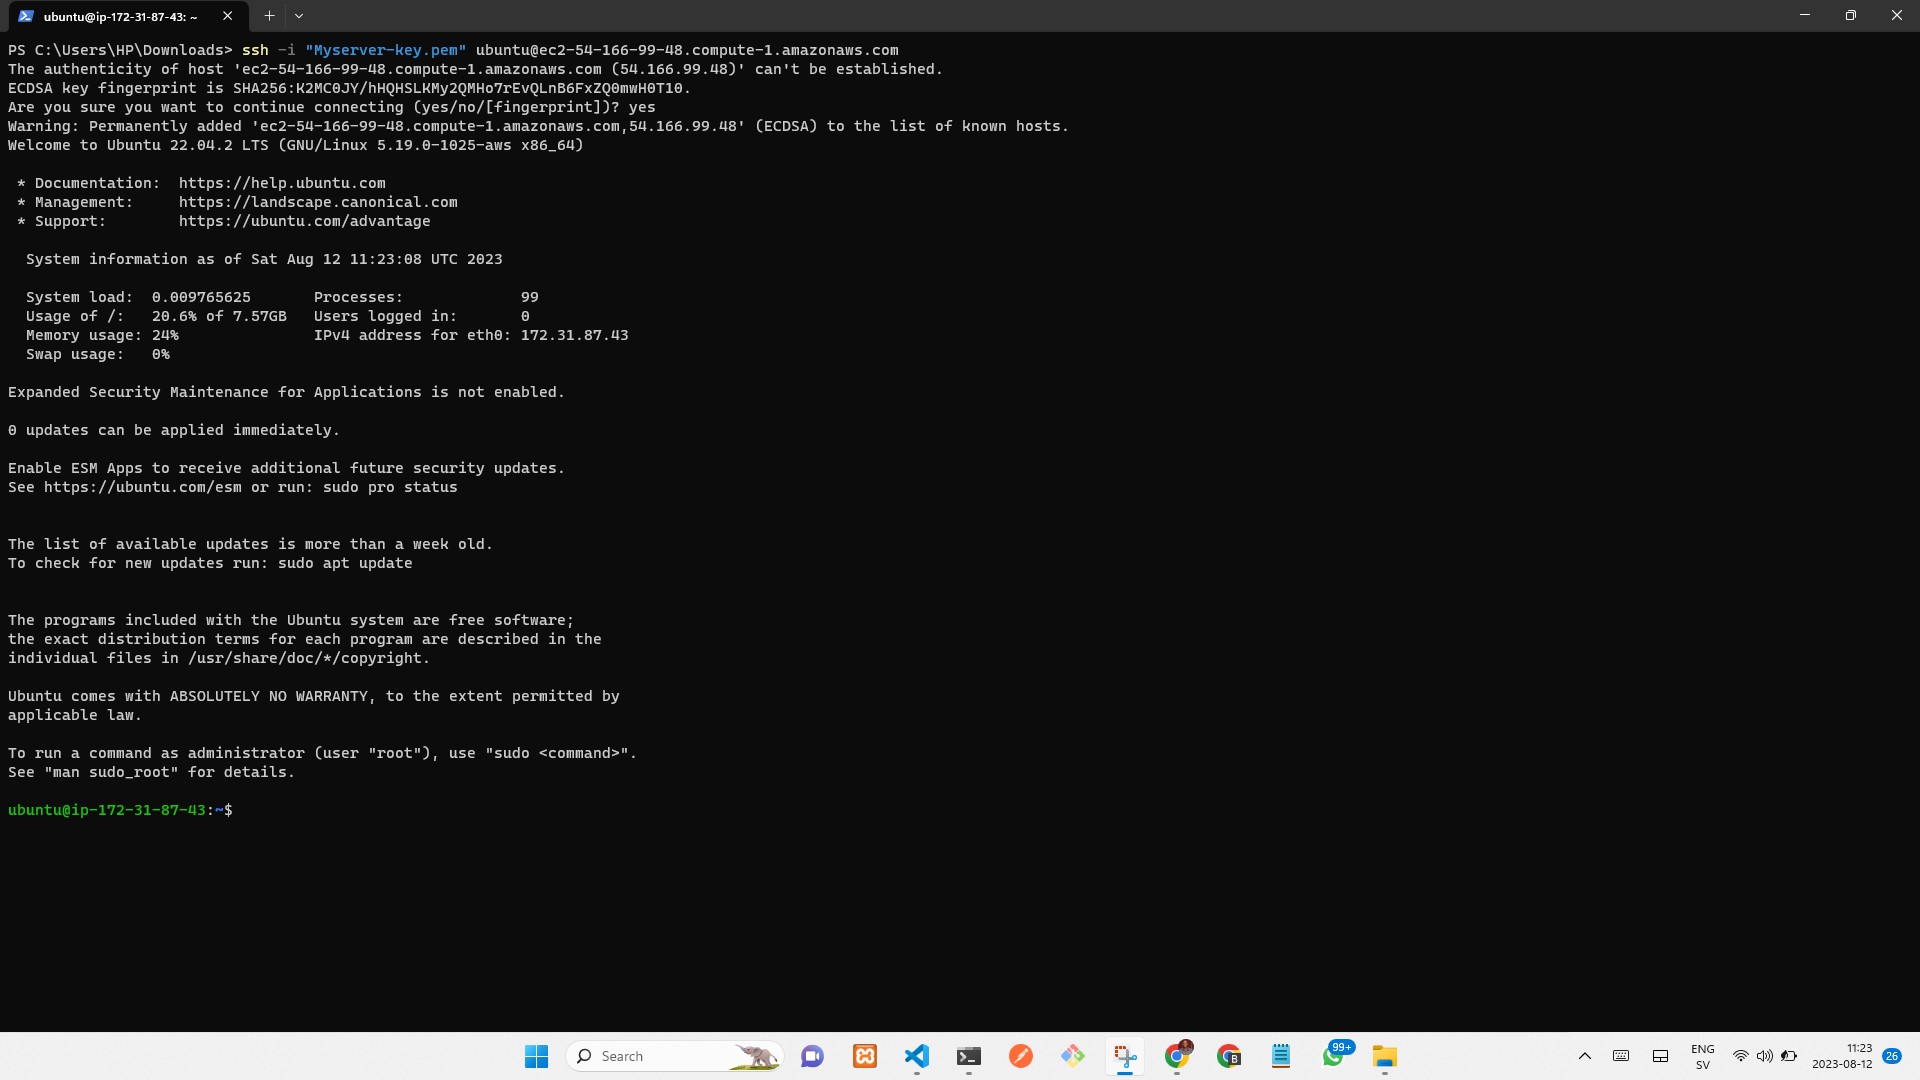 ubuntu@ip-172-31-87-43: ~
PS C:\Users\HP\Downloads> ssh -i "Myserver-key.pem" ubuntu@ec2-54-166-99-48.compute-1.amazonaws.com
The authenticity of host 'ec2-54-166-99-48.compute-1.amazonaws.com (54.166.99.48)' can't be established.
ECDSA key fingerprint is SHA256:K2MC0JY/hHQHSLKMy2QMHo7rEvQLnB6FxZQ0mwH0T10.
Are you sure you want to continue connecting (yes/no/[fingerprint])? yes
Warning: Permanently added 'ec2-54-166-99-48.compute-1.amazonaws.com,54.166.99.48' (ECDSA) to the list of known hosts.
Welcome to Ubuntu 22.04.2 LTS (GNU/Linux 5.19.0-1025-aws x86_64)
* Documentation:  https://help.ubuntu.com
* Management:     https://landscape.canonical.com
* Support:        https://ubuntu.com/advantage
System information as of Sat Aug 12 11:23:08 UTC 2023
System load:  0.009765625       Processes:             99
Usage of /:   20.6% of 7.57GB   Users logged in:       0
Memory usage: 24%               IPv4 address for eth0: 172.31.87.43
Swap usage:   0%
Expanded Security Maintenance for Applications is not enabled.
0 updates can be applied immediately.
Enable ESM Apps to receive additional future security updates.
See https://ubuntu.com/esm or run: sudo pro status
The list of available updates is more than a week old.
To check for new updates run: sudo apt update
The programs included with the Ubuntu system are free software;
the exact distribution terms for each program are described in the
individual files in /usr/share/doc/*/copyright.
Ubuntu comes with ABSOLUTELY NO WARRANTY, to the extent permitted by
applicable law.
To run a command as administrator (user "root"), use "sudo <command>".
See "man sudo_root" for details.
ubuntu@ip-172-31-87-43:~$
Search
B
99+
ENG
SV
11:23
2023-08-12
26